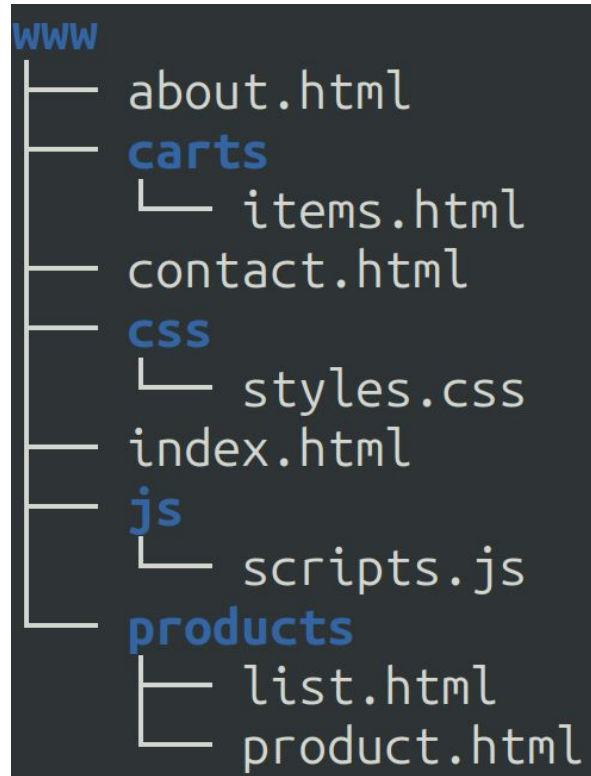 www
about.html
carts
items.html
contact.html
css
styles.css
index.html
js
scripts.js
products
list.html
product.html